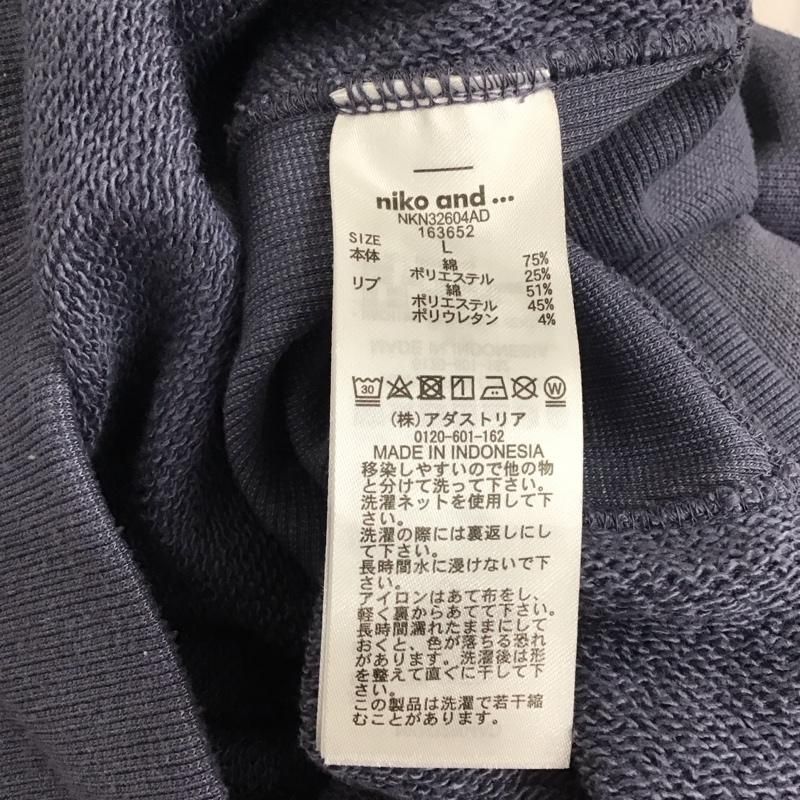 niko and ...
NKN32604AD
163652
SIZE L
本体 綿 75%
ポリエステル 25%
リブ 綿 51%
ポリエステル 45%
ポリウレタン 4%
30 W
(株)アダストリア
0120-601-162
MADE IN INDONESIA
移染しやすいので他の物
と分けて洗って下さい。
洗濯ネットを使用して下
さい。
洗濯の際には裏返しにし
て下さい。
長時間水に浸けないで下
さい。
アイロンはあて布をし、
軽く裏からあてて下さい。
長時間濡れたままにして
おくと、色が落ちる恐れ
があります。洗濯後は形
を整えて直ぐに干して下
さい。
この製品は洗濯で若干縮
むことがあります。